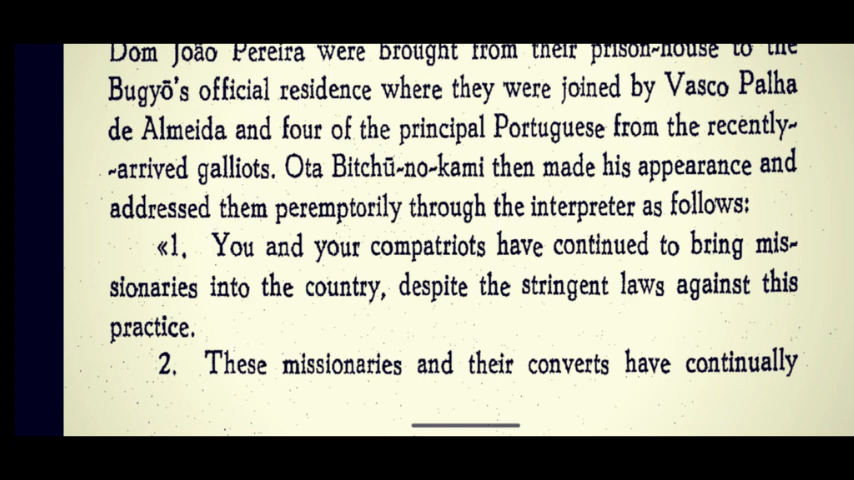 Dom João Pereira were brought from their prison-house to the
Bugyō's official residence where they were joined by Vasco Palha
de Almeida and four of the principal Portuguese from the recently-
-arrived galliots. Ota Bitchū-no-kami then made his appearance and
addressed them peremptorily through the interpreter as follows:
«1. You and your compatriots have continued to bring mis-
sionaries into the country, despite the stringent laws against this
practice.
2. These missionaries and their converts have continually